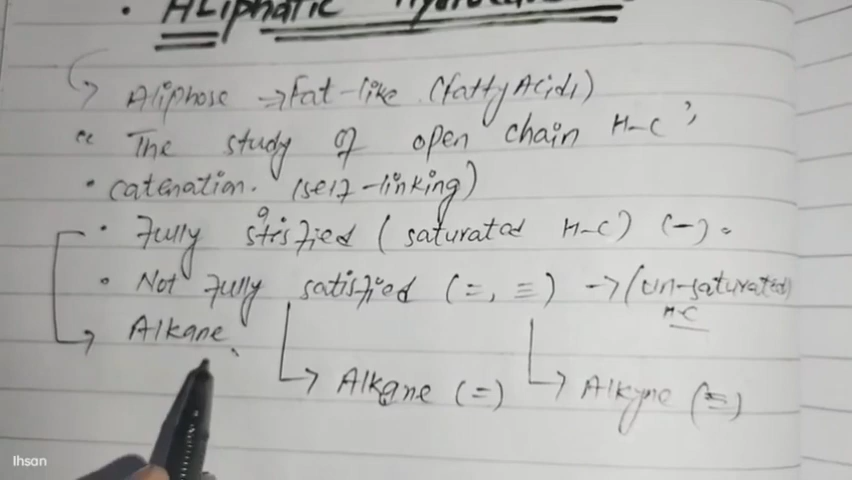 • ALiphatic
↳ Aliphose → Fat-like (fatty Acids)
“ The study of open chain H-C ”
• catenation. (self-linking)
• Fully satisfied ( saturated H-C) (-) •
• Not Fully satisfied (=, ≡) → (un-saturated)
H-C
→ Alkane
↳ Alkane (=) ↳ Alkyne (≡)
Ihsan